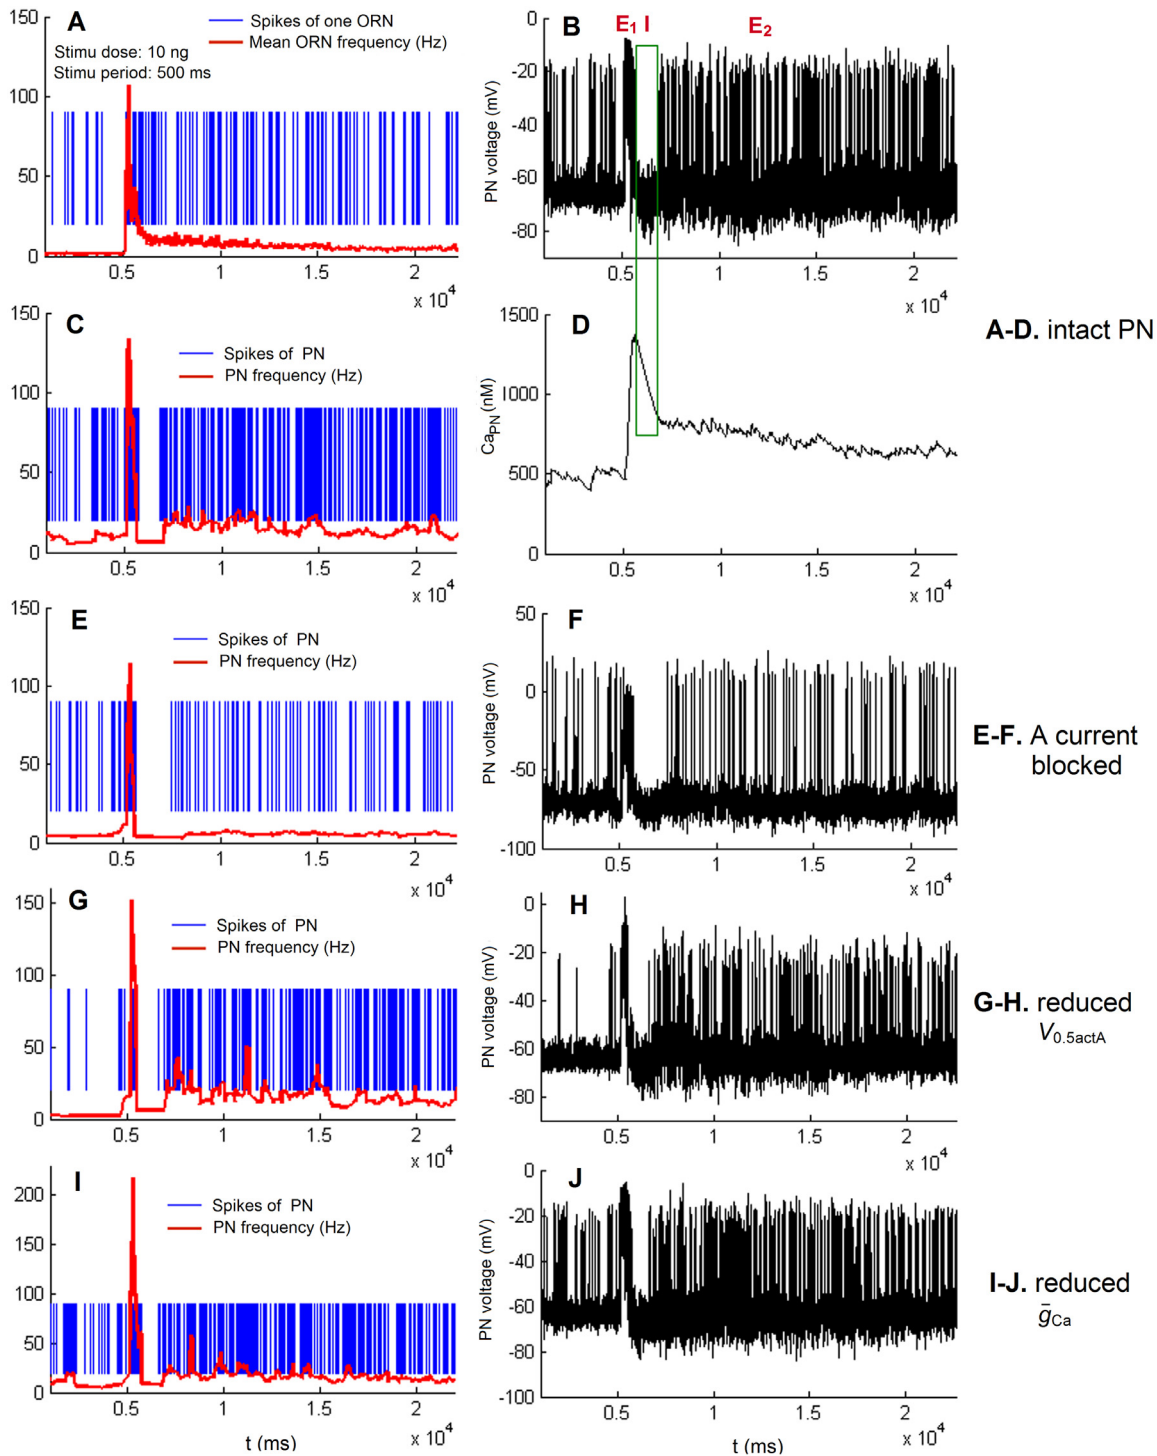 A
Spikes of one ORN
Mean ORN frequency (Hz)
Stimu dose: 10 ng
Stimu period: 500 ms
150
100
50
0
0.5
1
1.5
2
x 10^4
B
E1 I E2
PN voltage (mV)
0
-20
-40
-60
-80
0.5
1
1.5
2
x 10^4
C
Spikes of PN
PN frequency (Hz)
150
100
50
0
0.5
1
1.5
2
x 10^4
D
CaPN(nM)
1500
1000
500
0
0.5
1
1.5
2
x 10^4
A-D. intact PN
E
Spikes of PN
PN frequency (Hz)
150
100
50
0
0.5
1
1.5
2
x 10^4
F
PN voltage (mV)
50
0
-50
-100
0.5
1
1.5
2
x 10^4
E-F. A current
blocked
G
Spikes of PN
PN frequency (Hz)
150
100
50
0
0.5
1
1.5
2
x 10^4
H
PN voltage (mV)
0
-20
-40
-60
-80
0.5
1
1.5
2
x 10^4
G-H. reduced
V0.5actA
I
Spikes of PN
PN frequency (Hz)
200
150
100
50
0
0.5
1
1.5
2
x 10^4
t (ms)
J
PN voltage (mV)
0
-20
-40
-60
-80
-100
0.5
1
1.5
2
x 10^4
t (ms)
I-J. reduced
ḡCa